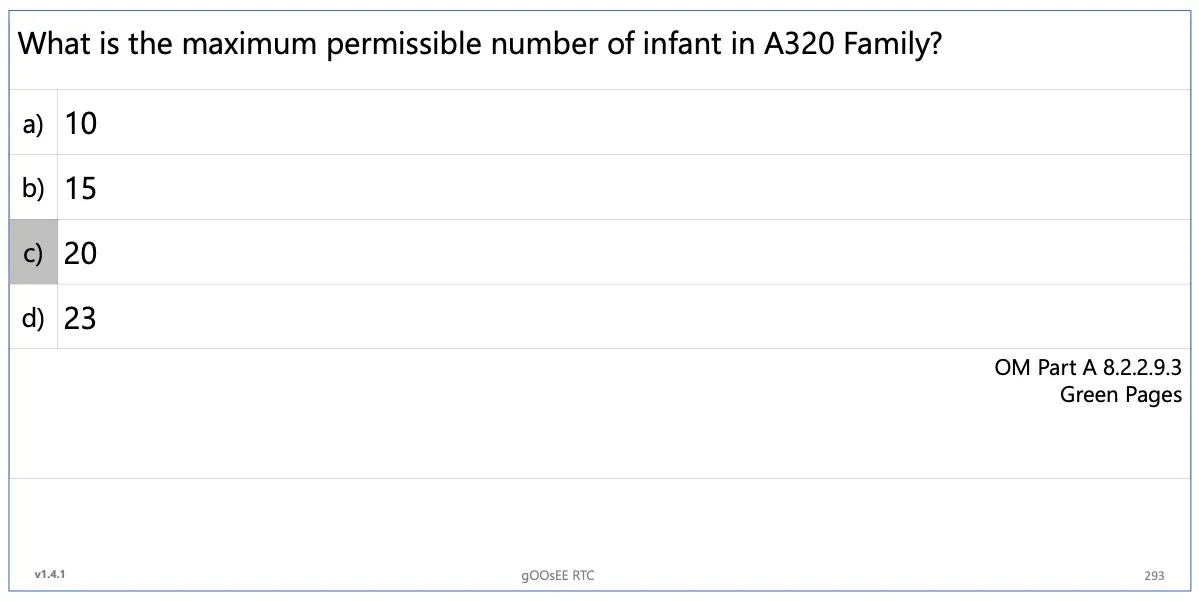 What is the maximum permissible number of infant in A320 Family?
a) 10
b) 15
c) 20
d) 23
OM Part A 8.2.2.9.3
Green Pages
v1.4.1 gOOsEE RTC 293